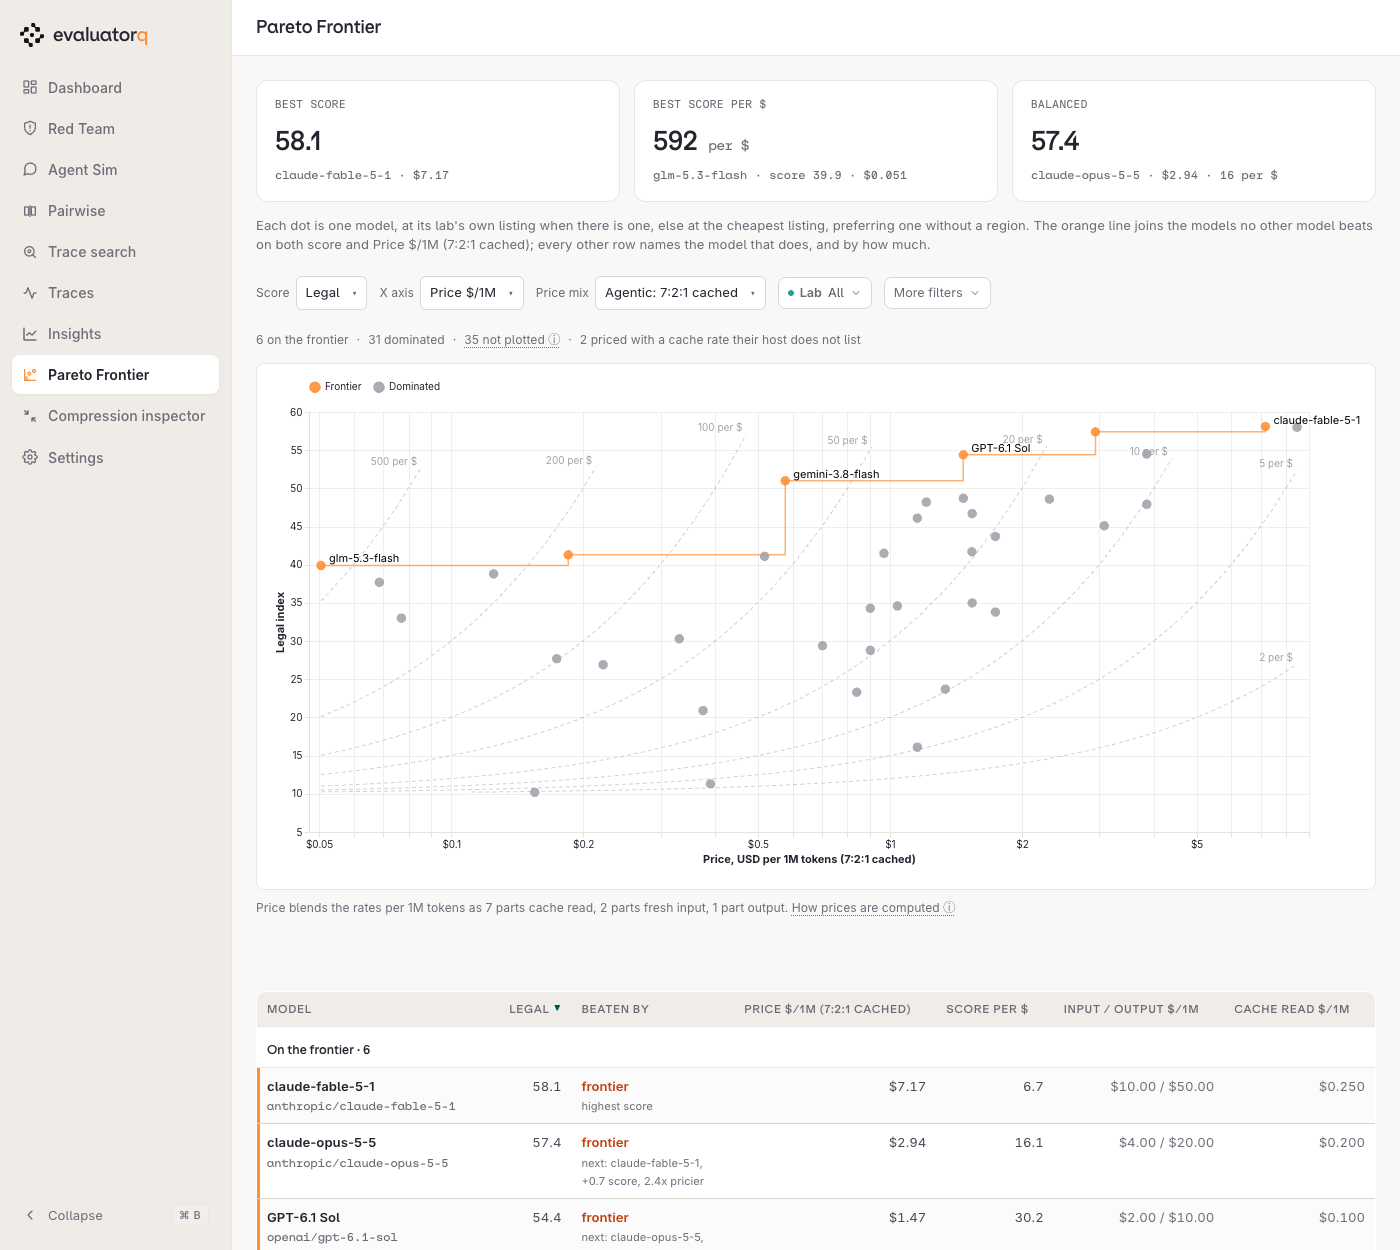 evaluatorq
Dashboard
Red Team
Agent Sim
Pairwise
Trace search
Traces
Insights
Pareto Frontier
Compression inspector
Settings
Collapse
⌘ B
Pareto Frontier
BEST SCORE
58.1
claude-fable-5-1 · $7.17
BEST SCORE PER $
592 per $
glm-5.3-flash · score 39.9 · $0.051
BALANCED
57.4
claude-opus-5-5 · $2.94 · 16 per $
Each dot is one model, at its lab's own listing when there is one, else at the cheapest listing, preferring one without a region. The orange line joins the models no other model beats
on both score and Price $/1M (7:2:1 cached); every other row names the model that does, and by how much.
Score Legal X axis Price $/1M Price mix Agentic: 7:2:1 cached Lab All More filters
6 on the frontier · 31 dominated · 35 not plotted ⓘ · 2 priced with a cache rate their host does not list
Frontier Dominated
60
55
50
45
40
35
30
25
20
15
10
5
Legal index
500 per $
200 per $
100 per $
50 per $
20 per $
10 per $
5 per $
2 per $
glm-5.3-flash
gemini-3.8-flash
GPT-6.1 Sol
claude-fable-5-1
$0.05 $0.1 $0.2 $0.5 $1 $2 $5
Price, USD per 1M tokens (7:2:1 cached)
Price blends the rates per 1M tokens as 7 parts cache read, 2 parts fresh input, 1 part output. How prices are computed ⓘ
MODEL LEGAL ▼ BEATEN BY PRICE $/1M (7:2:1 CACHED) SCORE PER $ INPUT / OUTPUT $/1M CACHE READ $/1M
On the frontier · 6
claude-fable-5-1 58.1 frontier $7.17 6.7 $10.00 / $50.00 $0.250
anthropic/claude-fable-5-1 highest score
claude-opus-5-5 57.4 frontier $2.94 16.1 $4.00 / $20.00 $0.200
anthropic/claude-opus-5-5 next: claude-fable-5-1,
+0.7 score, 2.4x pricier
GPT-6.1 Sol 54.4 frontier $1.47 30.2 $2.00 / $10.00 $0.100
openai/gpt-6.1-sol next: claude-opus-5-5,